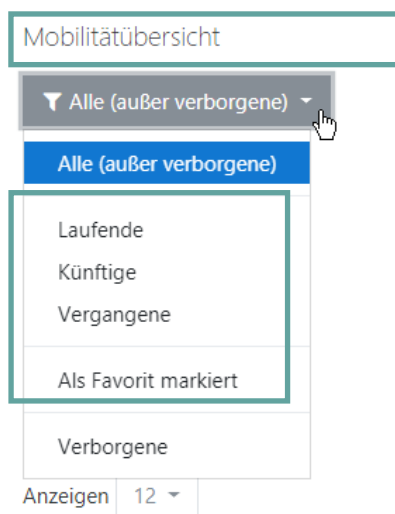 Mobilitätübersicht
Alle (außer verborgene)
Alle (außer verborgene)
Laufende
Künftige
Vergangene
Als Favorit markiert
Verborgene
Anzeigen 12